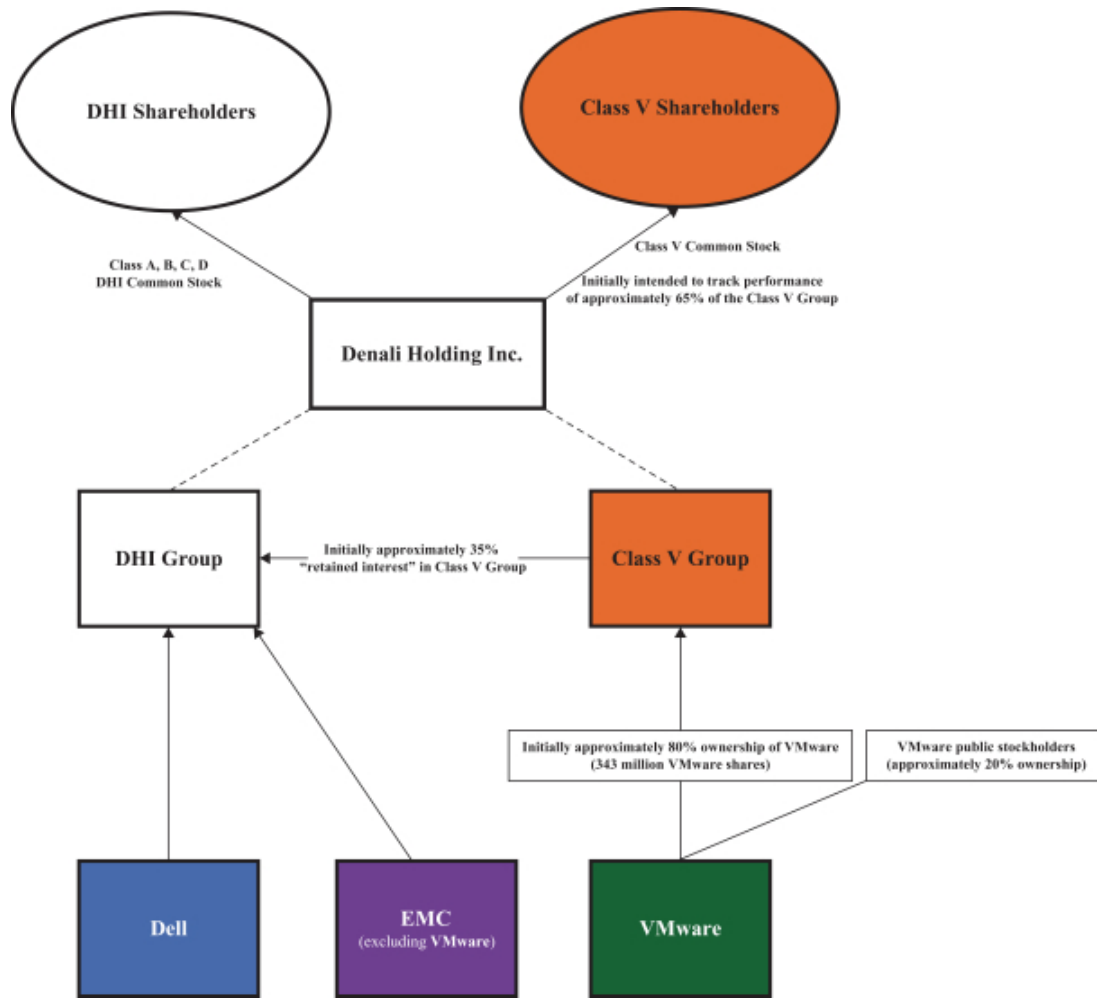 DHI Shareholders
Class V Shareholders
Class A, B, C, D
DHI Common Stock
Class V Common Stock
Initially intended to track performance
of approximately 65% of the Class V Group
Denali Holding Inc.
DHI Group
Initially approximately 35%
“retained interest” in Class V Group
Class V Group
Initially approximately 80% ownership of VMware
(343 million VMware shares)
VMware public stockholders
(approximately 20% ownership)
Dell
EMC
(excluding VMware)
VMware